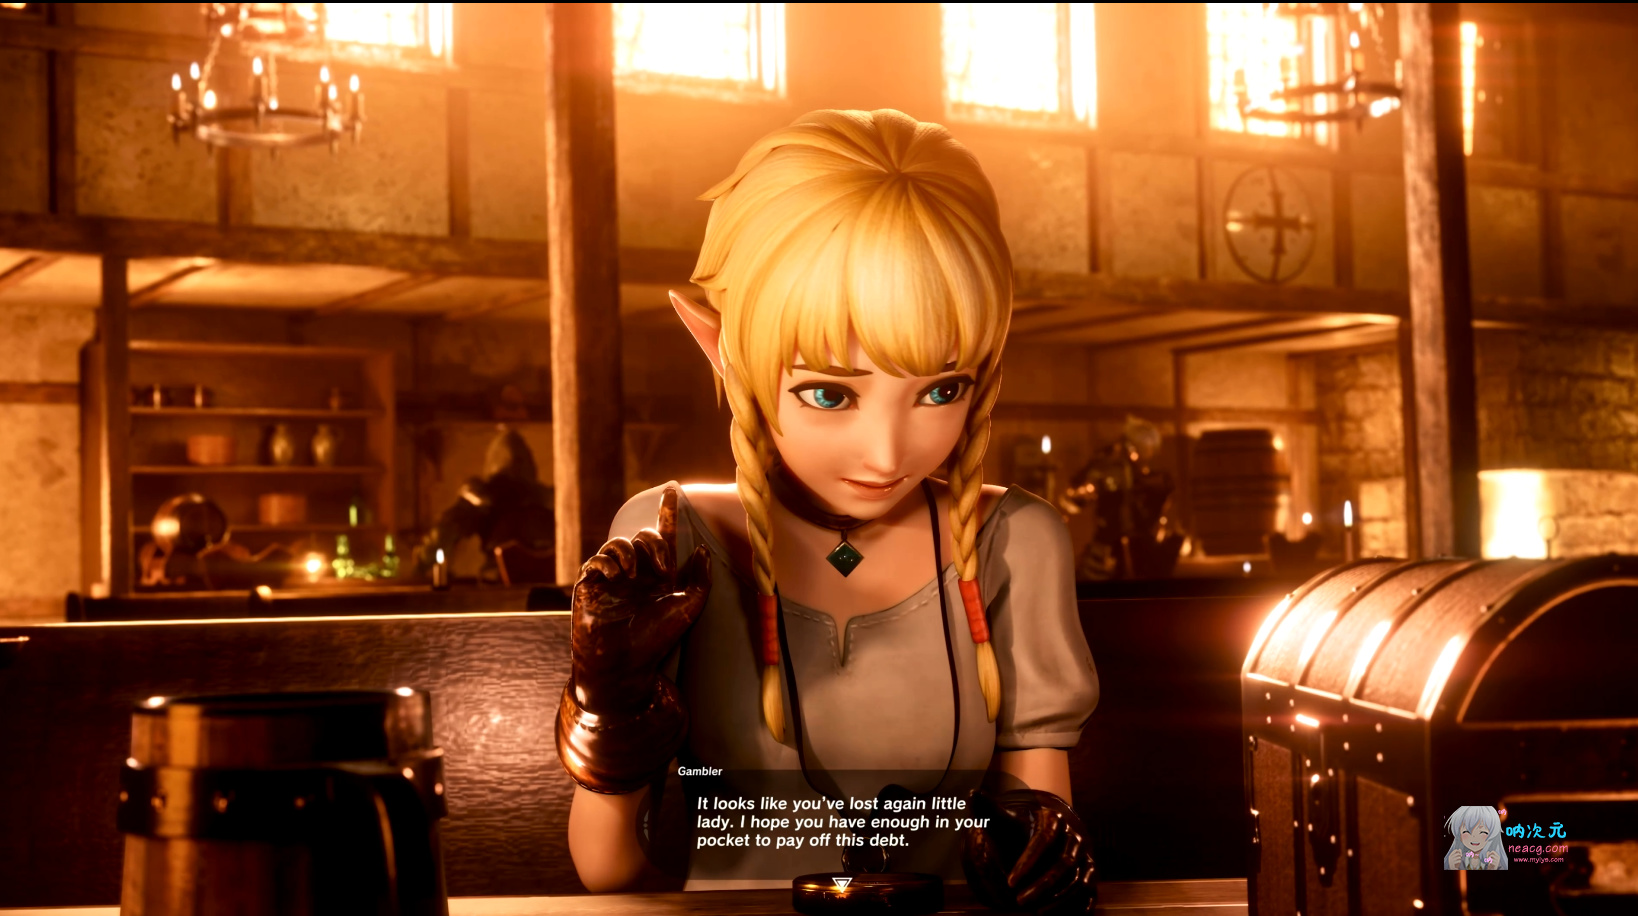 Gambler
It looks like you've lost again little
lady. I hope you have enough in your
pocket to pay off this debt.
呐次元
neacg.com
www.mylys.com